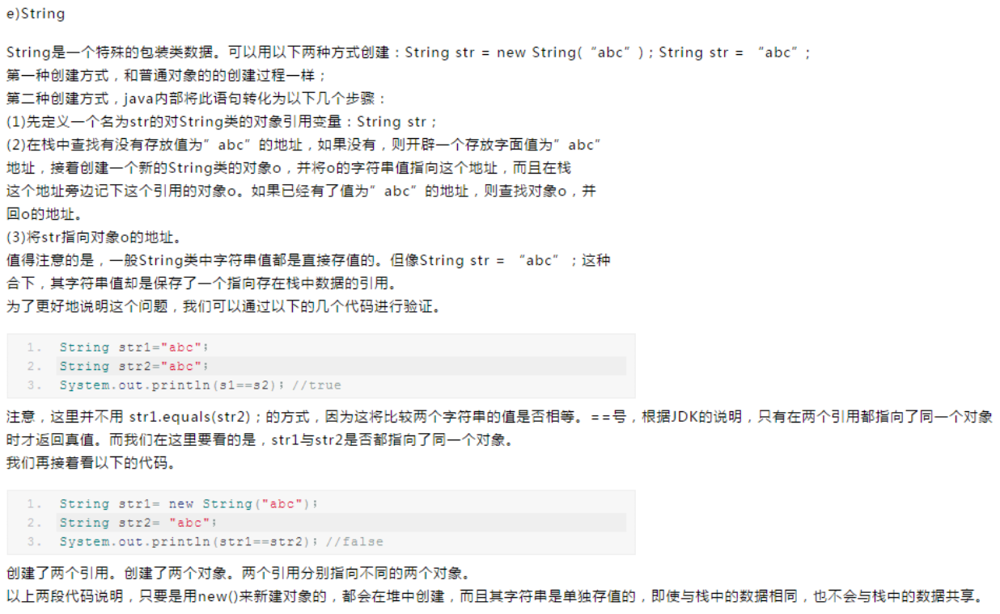 e)String
String是一个特殊的包装类数据。可以用以下两种方式创建：String str = new String( “abc” ) ; String str = “abc” ;
第一种创建方式，和普通对象的的创建过程一样；
第二种创建方式，java内部将此语句转化为以下几个步骤：
(1)先定义一个名为str的对String类的对象引用变量：String str ;
(2)在栈中查找有没有存放值为”abc”的地址，如果没有，则开辟一个存放字面值为”abc”
地址，接着创建一个新的String类的对象o，并将o的字符串值指向这个地址，而且在栈
这个地址旁边记下这个引用的对象o。如果已经有了值为”abc”的地址，则查找对象o，并
回o的地址。
(3)将str指向对象o的地址。
值得注意的是，一般String类中字符串值都是直接存值的。但像String str = “abc” ；这种
合下，其字符串值却是保存了一个指向存在栈中数据的引用。
为了更好地说明这个问题，我们可以通过以下的几个代码进行验证。
1. String str1="abc";
2. String str2="abc";
3. System.out.println(s1==s2); //true
注意，这里并不用 str1.equals(str2)；的方式，因为这将比较两个字符串的值是否相等。==号，根据JDK的说明，只有在两个引用都指向了同一个对象
时才返回真值。而我们在这里要看的是，str1与str2是否都指向了同一个对象。
我们再接着看以下的代码。
1. String str1= new String("abc");
2. String str2= "abc";
3. System.out.println(str1==str2); //false
创建了两个引用。创建了两个对象。两个引用分别指向不同的两个对象。
以上两段代码说明，只要是用new()来新建对象的，都会在堆中创建，而且其字符串是单独存值的，即使与栈中的数据相同，也不会与栈中的数据共享。